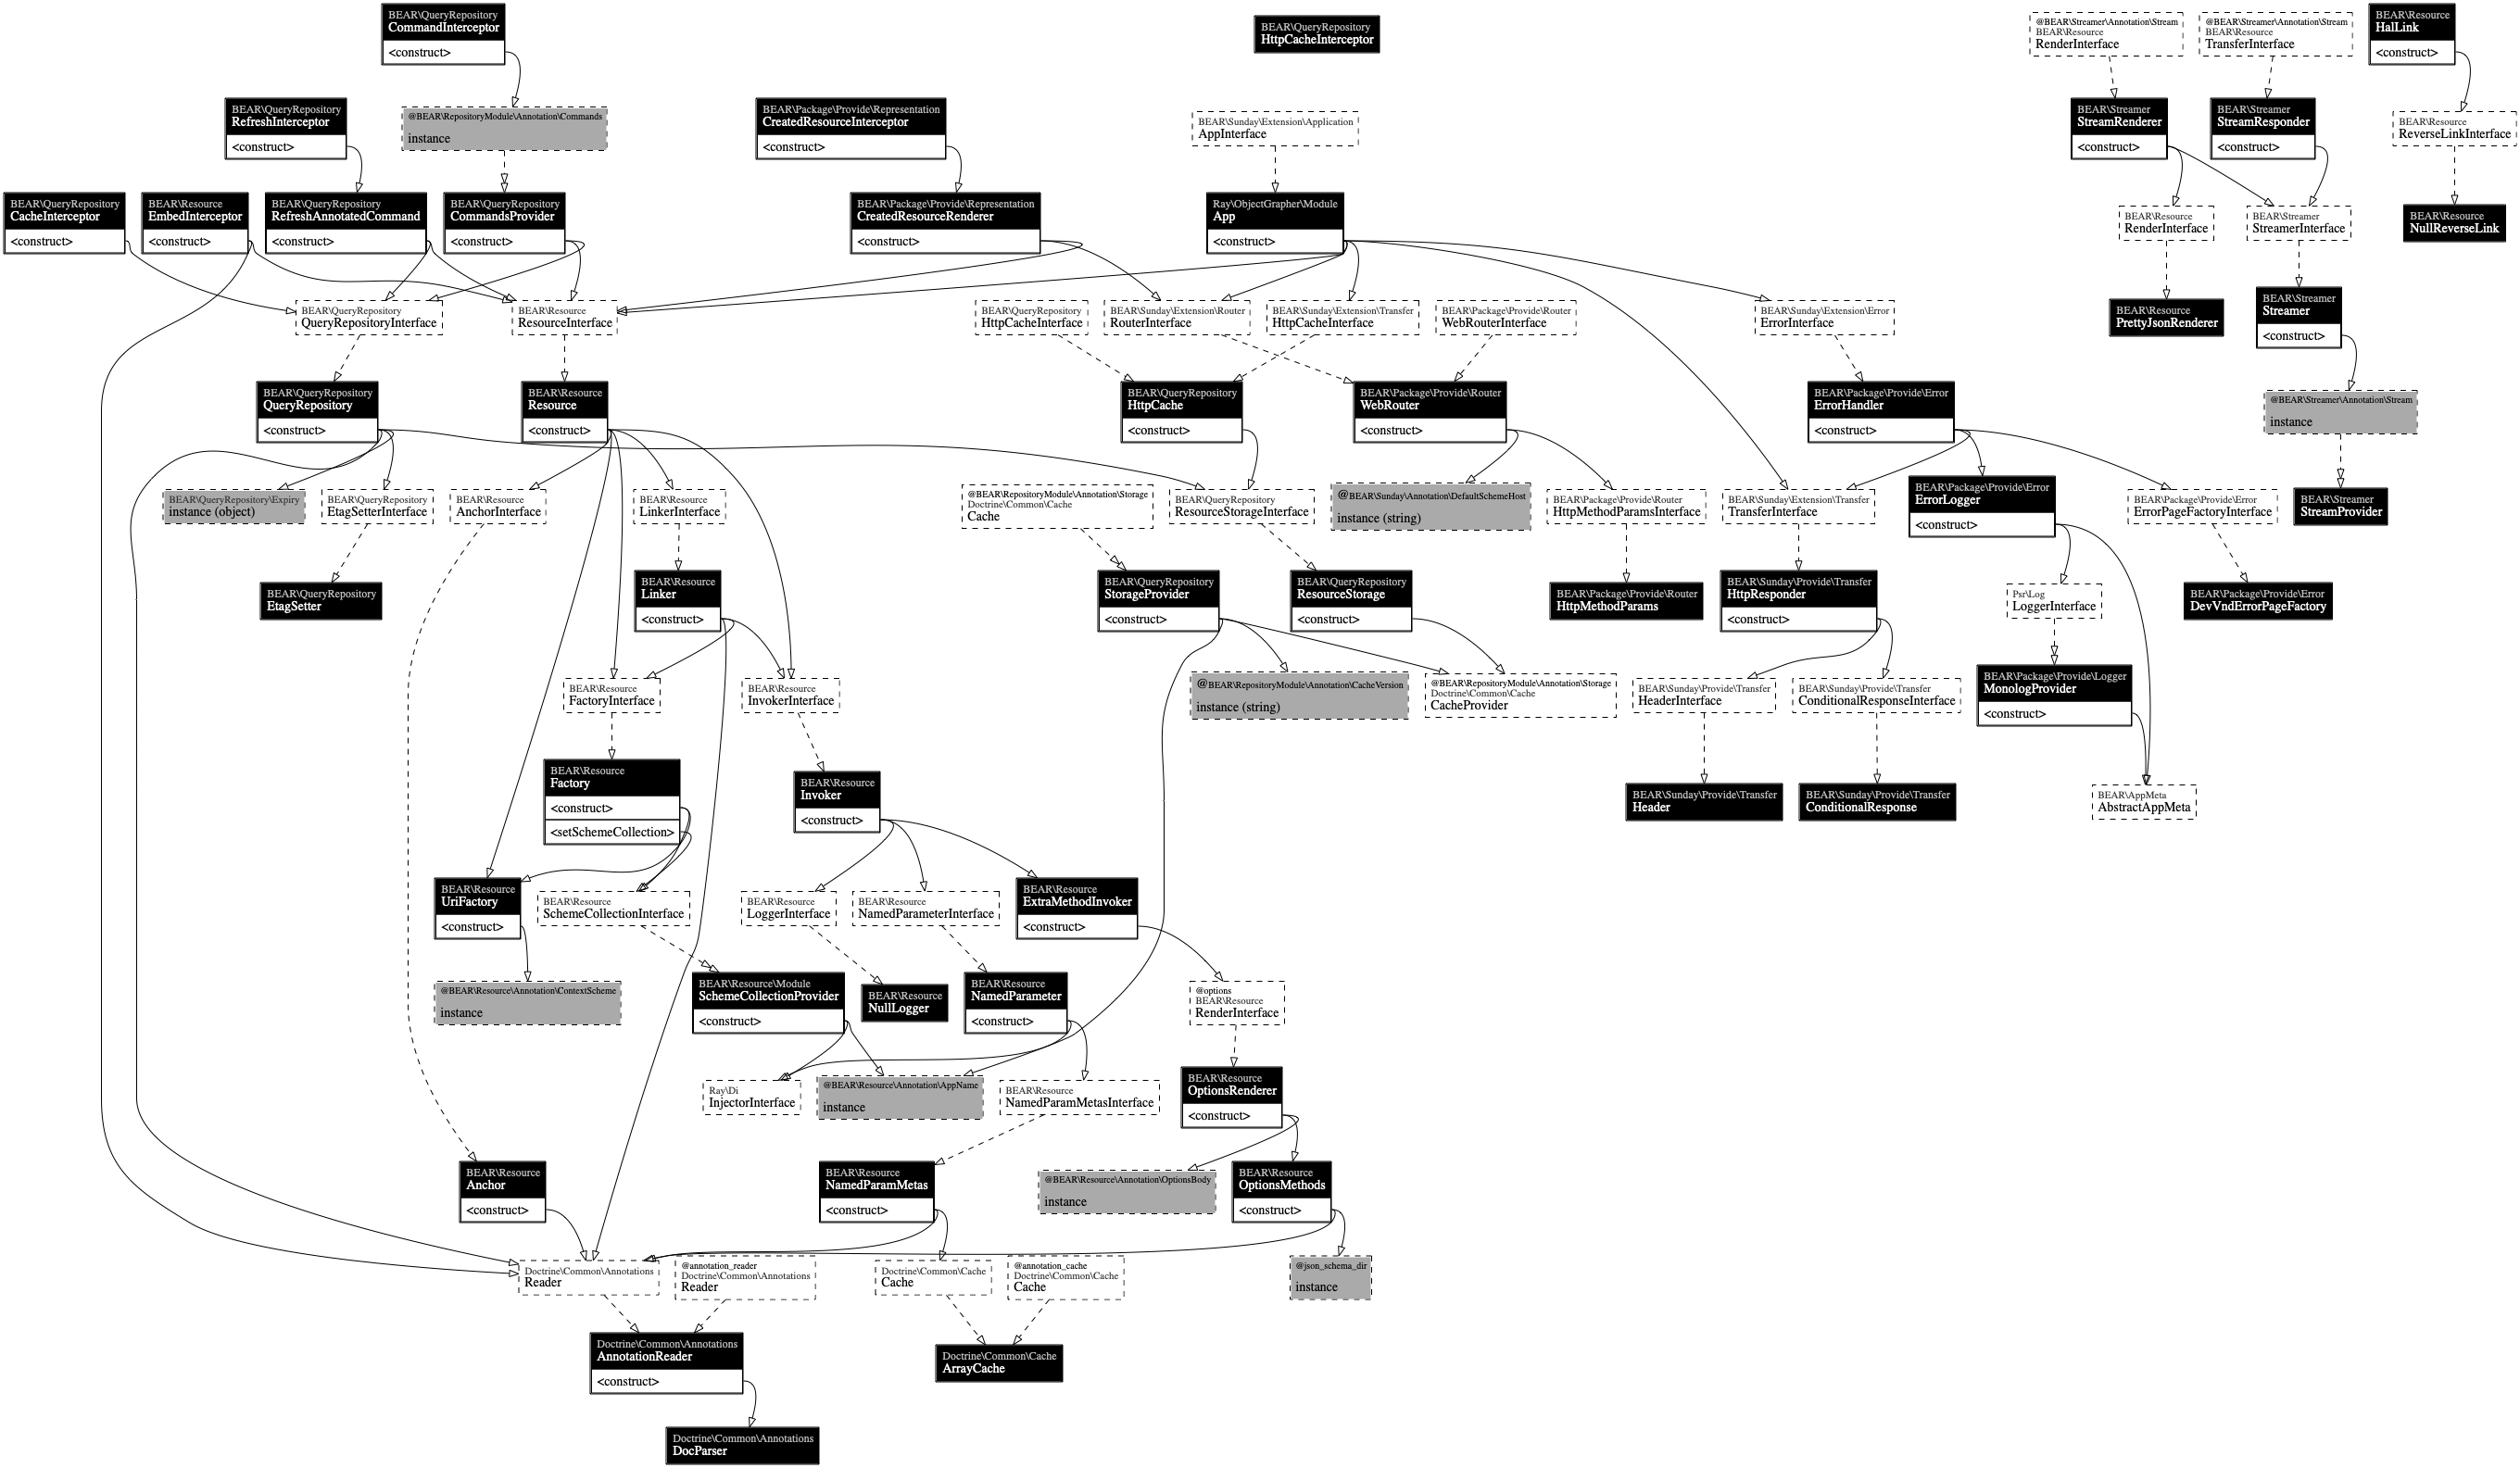 BEAR\QueryRepository
CommandInterceptor
<construct>
BEAR\QueryRepository
HttpCacheInterceptor
@BEAR\Streamer\Annotation\Stream
BEAR\Resource
RenderInterface
@BEAR\Streamer\Annotation\Stream
BEAR\Resource
TransferInterface
BEAR\Resource
HalLink
<construct>
BEAR\QueryRepository
RefreshInterceptor
<construct>
@BEAR\RepositoryModule\Annotation\Commands
instance
BEAR\Package\Provide\Representation
CreatedResourceInterceptor
<construct>
BEAR\Sunday\Extension\Application
AppInterface
BEAR\Streamer
StreamRenderer
<construct>
BEAR\Streamer
StreamResponder
<construct>
BEAR\Resource
ReverseLinkInterface
BEAR\QueryRepository
CacheInterceptor
<construct>
BEAR\Resource
EmbedInterceptor
<construct>
BEAR\QueryRepository
RefreshAnnotatedCommand
<construct>
BEAR\QueryRepository
CommandsProvider
<construct>
BEAR\Package\Provide\Representation
CreatedResourceRenderer
<construct>
Ray\ObjectGrapher\Module
App
<construct>
BEAR\Resource
RenderInterface
BEAR\Streamer
StreamerInterface
BEAR\Resource
NullReverseLink
BEAR\QueryRepository
QueryRepositoryInterface
BEAR\Resource
ResourceInterface
BEAR\QueryRepository
HttpCacheInterface
BEAR\Sunday\Extension\Router
RouterInterface
BEAR\Sunday\Extension\Transfer
HttpCacheInterface
BEAR\Package\Provide\Router
WebRouterInterface
BEAR\Sunday\Extension\Error
ErrorInterface
BEAR\Resource
PrettyJsonRenderer
BEAR\Streamer
Streamer
<construct>
BEAR\QueryRepository
QueryRepository
<construct>
BEAR\Resource
Resource
<construct>
BEAR\QueryRepository
HttpCache
<construct>
BEAR\Package\Provide\Router
WebRouter
<construct>
BEAR\Package\Provide\Error
ErrorHandler
<construct>
@BEAR\Streamer\Annotation\Stream
instance
BEAR\QueryRepository\Expiry
instance (object)
BEAR\QueryRepository
EtagSetterInterface
BEAR\Resource
AnchorInterface
BEAR\Resource
LinkerInterface
@BEAR\RepositoryModule\Annotation\Storage
Doctrine\Common\Cache
Cache
BEAR\QueryRepository
ResourceStorageInterface
@BEAR\Sunday\Annotation\DefaultSchemeHost
instance (string)
BEAR\Package\Provide\Router
HttpMethodParamsInterface
BEAR\Sunday\Extension\Transfer
TransferInterface
BEAR\Package\Provide\Error
ErrorLogger
<construct>
BEAR\Package\Provide\Error
ErrorPageFactoryInterface
BEAR\Streamer
StreamProvider
BEAR\QueryRepository
EtagSetter
BEAR\Resource
Linker
<construct>
BEAR\QueryRepository
StorageProvider
<construct>
BEAR\QueryRepository
ResourceStorage
<construct>
BEAR\Package\Provide\Router
HttpMethodParams
BEAR\Sunday\Provide\Transfer
HttpResponder
<construct>
Psr\Log
LoggerInterface
BEAR\Package\Provide\Error
DevVndErrorPageFactory
BEAR\Resource
FactoryInterface
BEAR\Resource
InvokerInterface
@BEAR\RepositoryModule\Annotation\CacheVersion
instance (string)
@BEAR\RepositoryModule\Annotation\Storage
Doctrine\Common\Cache
CacheProvider
BEAR\Sunday\Provide\Transfer
HeaderInterface
BEAR\Sunday\Provide\Transfer
ConditionalResponseInterface
BEAR\Package\Provide\Logger
MonologProvider
<construct>
BEAR\Resource
Factory
<construct>
<setSchemeCollection>
BEAR\Resource
Invoker
<construct>
BEAR\Sunday\Provide\Transfer
Header
BEAR\Sunday\Provide\Transfer
ConditionalResponse
BEAR\AppMeta
AbstractAppMeta
BEAR\Resource
UriFactory
<construct>
BEAR\Resource
SchemeCollectionInterface
BEAR\Resource
LoggerInterface
BEAR\Resource
NamedParameterInterface
BEAR\Resource
ExtraMethodInvoker
<construct>
@BEAR\Resource\Annotation\ContextScheme
instance
BEAR\Resource\Module
SchemeCollectionProvider
<construct>
BEAR\Resource
NullLogger
BEAR\Resource
NamedParameter
<construct>
@options
BEAR\Resource
RenderInterface
Ray\Di
InjectorInterface
@BEAR\Resource\Annotation\AppName
instance
BEAR\Resource
NamedParamMetasInterface
BEAR\Resource
OptionsRenderer
<construct>
BEAR\Resource
Anchor
<construct>
BEAR\Resource
NamedParamMetas
<construct>
@BEAR\Resource\Annotation\OptionsBody
instance
BEAR\Resource
OptionsMethods
<construct>
Doctrine\Common\Annotations
Reader
@annotation_reader
Doctrine\Common\Annotations
Reader
Doctrine\Common\Cache
Cache
@annotation_cache
Doctrine\Common\Cache
Cache
@json_schema_dir
instance
Doctrine\Common\Annotations
AnnotationReader
<construct>
Doctrine\Common\Cache
ArrayCache
Doctrine\Common\Annotations
DocParser